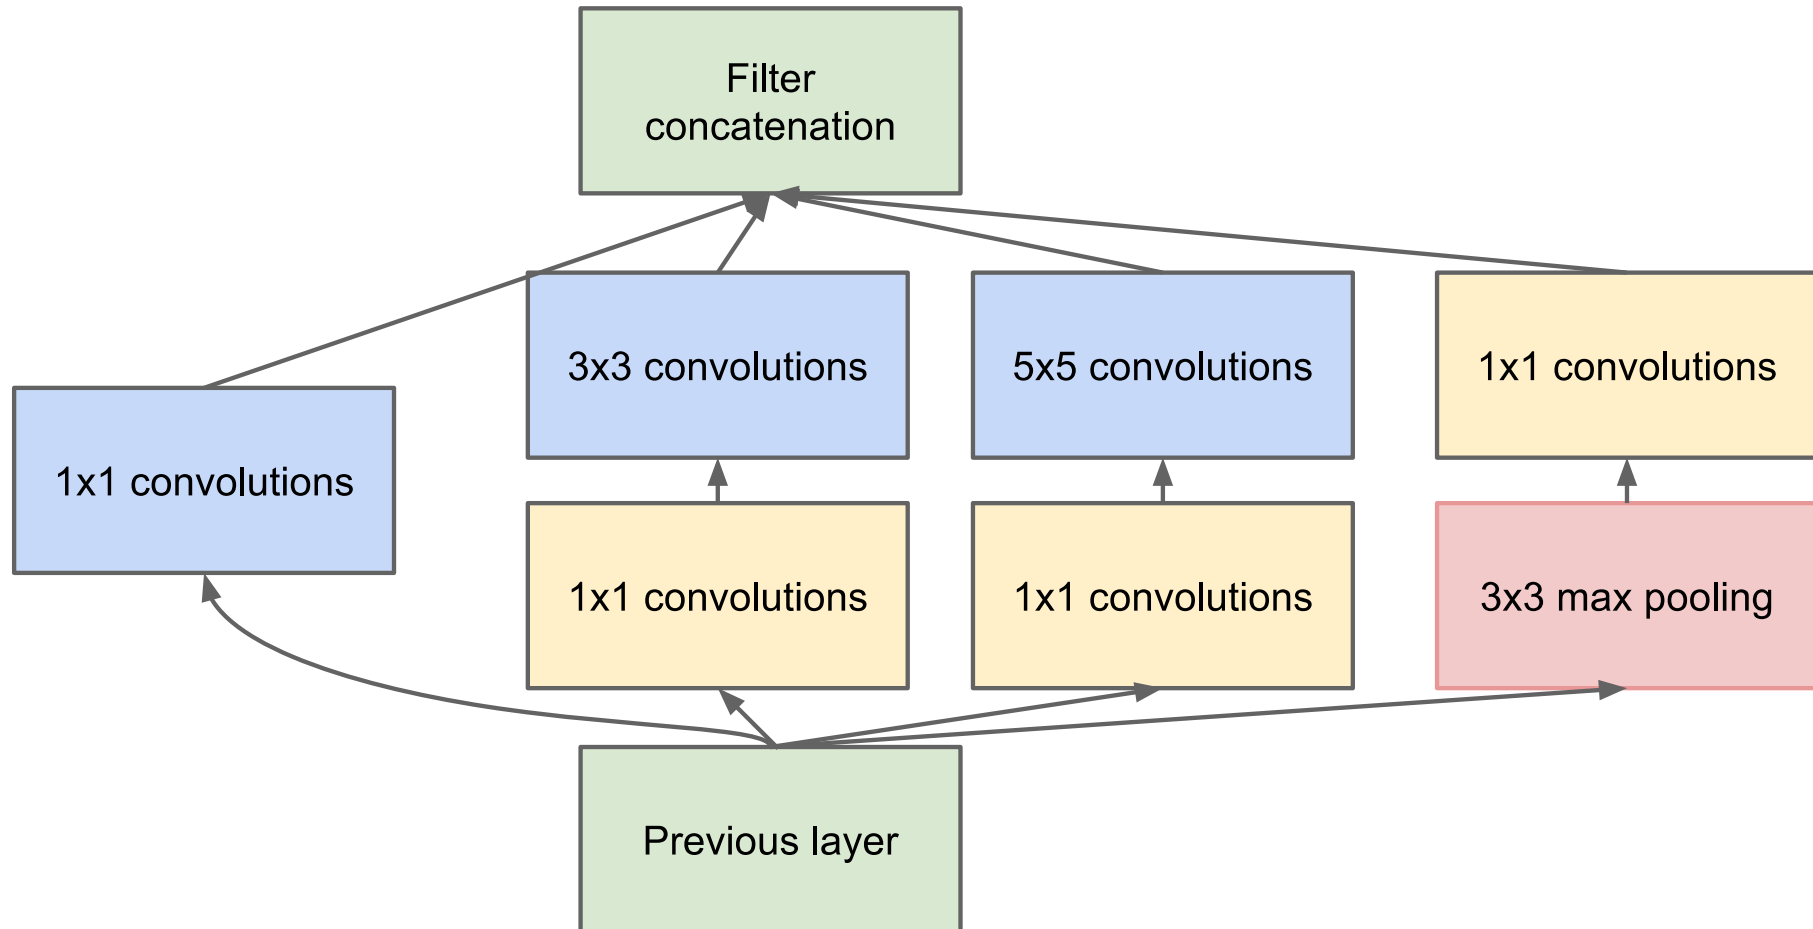 Filter
concatenation
3x3 convolutions
5x5 convolutions
1x1 convolutions
1x1 convolutions
1x1 convolutions
1x1 convolutions
3x3 max pooling
Previous layer